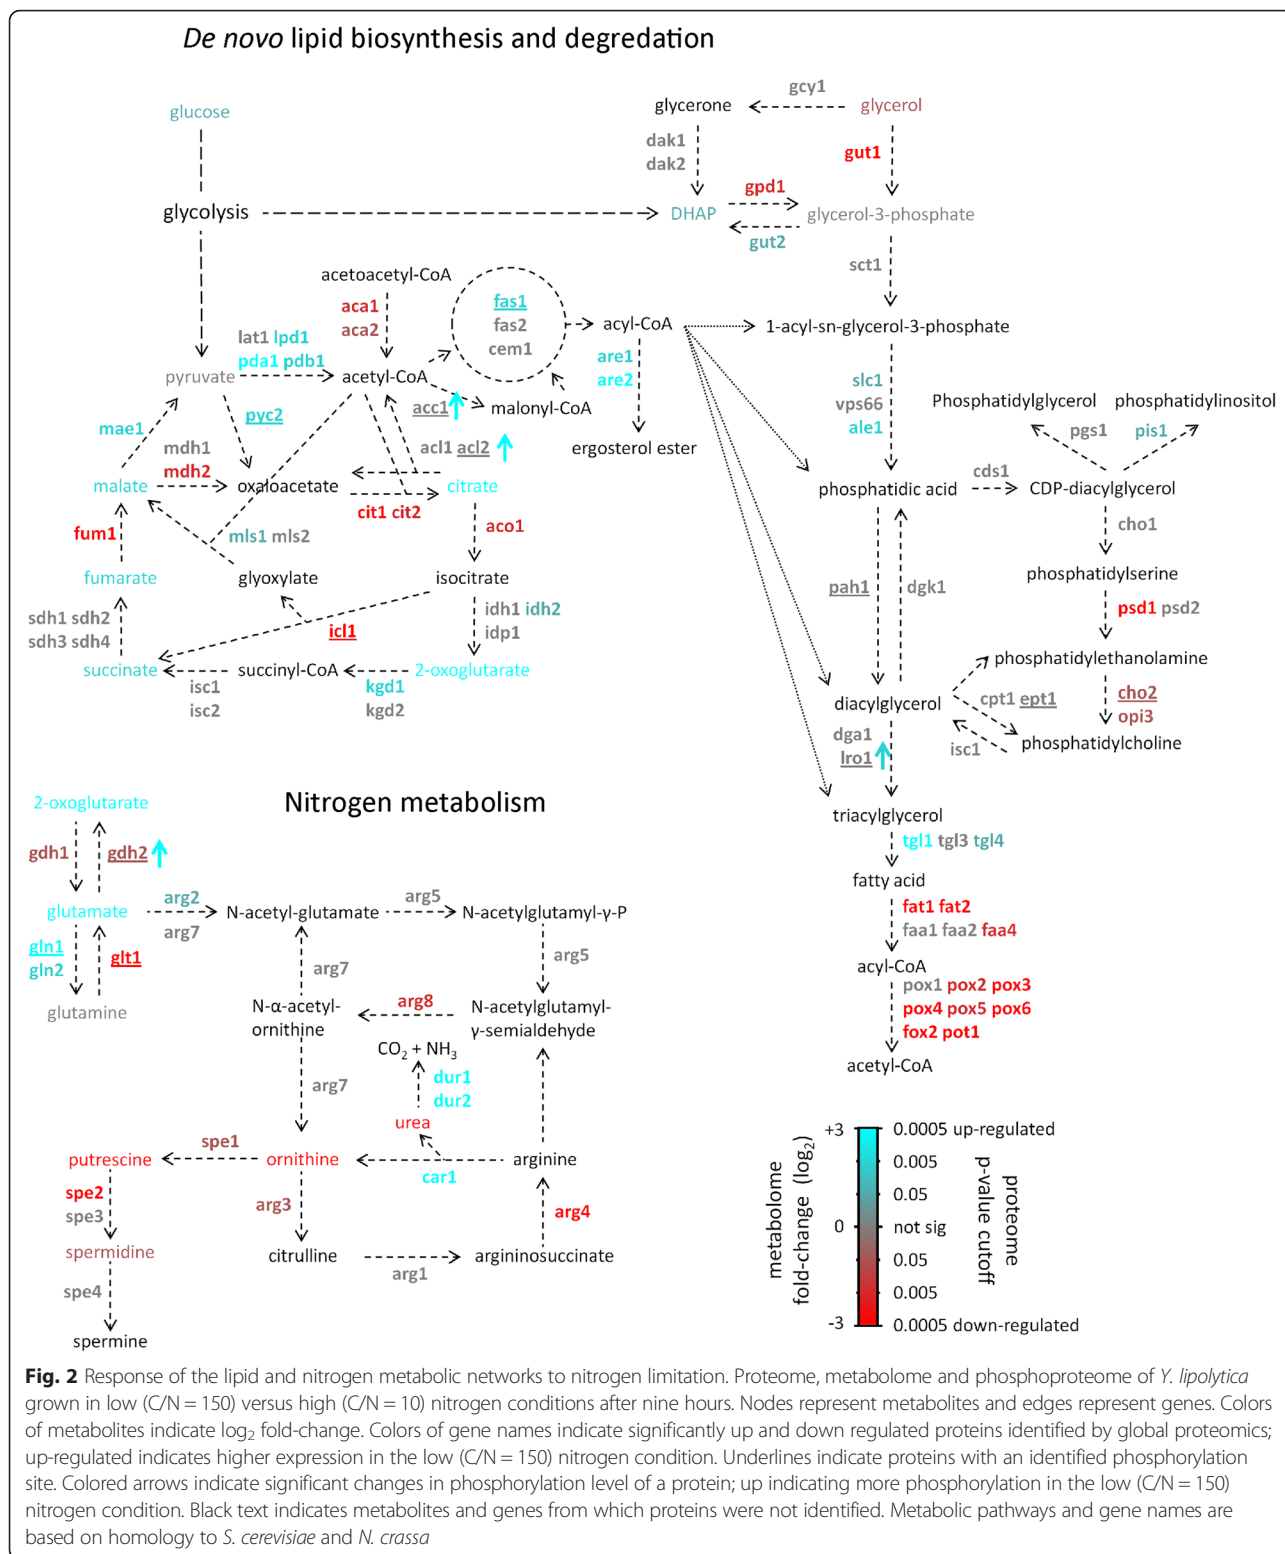 De novo lipid biosynthesis and degredation
glucose
glycolysis
glycerone
gcy1
glycerol
dak1
dak2
gut1
DHAP
gpd1
gut2
glycerol-3-phosphate
sct1
acetoacetyl-CoA
aca1
aca2
fas1
fas2
cem1
acyl-CoA
1-acyl-sn-glycerol-3-phosphate
lat1 lpd1
pda1 pdb1
pyruvate
acetyl-CoA
are1
are2
acc1
malonyl-CoA
ergosterol ester
slc1
vps66
ale1
Phosphatidylglycerol
phosphatidylinositol
pgs1
pis1
mae1
pyc2
mdh1
mdh2
acl1 acl2
malate
oxaloacetate
citrate
phosphatidic acid
cds1
CDP-diacylglycerol
cit1 cit2
fum1
mls1 mls2
aco1
cho1
fumarate
glyoxylate
isocitrate
phosphatidylserine
pah1
dgk1
sdh1 sdh2
sdh3 sdh4
icl1
idh1 idh2
idp1
psd1 psd2
succinate
succinyl-CoA
2-oxoglutarate
phosphatidylethanolamine
isc1
isc2
kgd1
kgd2
diacylglycerol
cpt1 ept1
cho2
opi3
dga1
lro1
isc1
phosphatidylcholine
triacylglycerol
tgl1 tgl3 tgl4
fatty acid
fat1 fat2
faa1 faa2 faa4
acyl-CoA
pox1 pox2 pox3
pox4 pox5 pox6
fox2 pot1
acetyl-CoA
Nitrogen metabolism
2-oxoglutarate
gdh1
gdh2
glutamate
arg2
arg7
N-acetyl-glutamate
arg5
N-acetylglutamyl-γ-P
gln1
gln2
glt1
arg7
arg5
glutamine
N-α-acetyl-
ornithine
arg8
N-acetylglutamyl-
γ-semialdehyde
CO2 + NH3
arg7
dur1
dur2
urea
putrescine
spe1
ornithine
car1
arginine
spe2
spe3
arg3
arg4
spermidine
citrulline
arg1
argininosuccinate
spe4
spermine
metabolome
fold-change (log2)
+3
0
-3
0.0005 up-regulated
0.005
0.05
not sig
0.05
0.005
0.0005 down-regulated
proteome
p-value cutoff
Fig. 2 Response of the lipid and nitrogen metabolic networks to nitrogen limitation. Proteome, metabolome and phosphoproteome of Y. lipolytica
grown in low (C/N = 150) versus high (C/N = 10) nitrogen conditions after nine hours. Nodes represent metabolites and edges represent genes. Colors
of metabolites indicate log2 fold-change. Colors of gene names indicate significantly up and down regulated proteins identified by global proteomics;
up-regulated indicates higher expression in the low (C/N = 150) nitrogen condition. Underlines indicate proteins with an identified phosphorylation
site. Colored arrows indicate significant changes in phosphorylation level of a protein; up indicating more phosphorylation in the low (C/N = 150)
nitrogen condition. Black text indicates metabolites and genes from which proteins were not identified. Metabolic pathways and gene names are
based on homology to S. cerevisiae and N. crassa